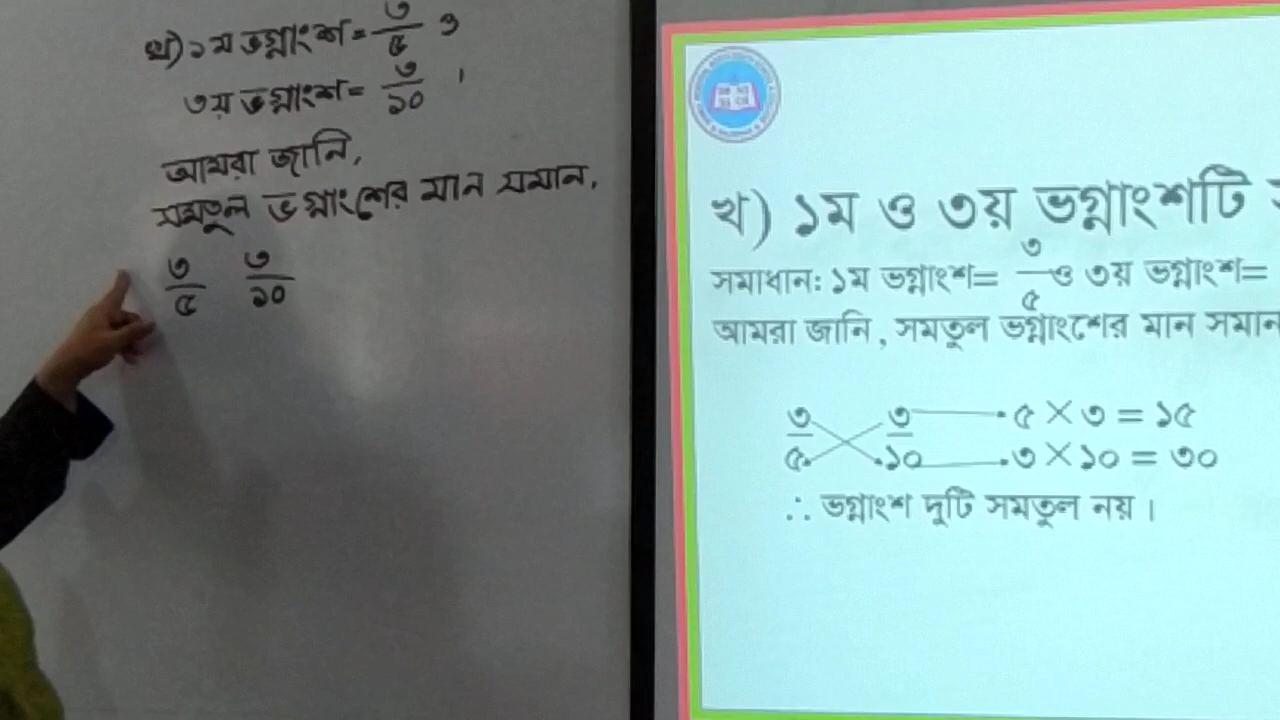 খ) ১ম ভগ্নাংশ = ৩/৫ ও
৩য় ভগ্নাংশ = ৩/১০ ।
আমরা জানি,
সমতুল ভগ্নাংশের মান সমান,
৩/৫ ৩/১০
খ) ১ম ও ৩য় ভগ্নাংশটি
সমাধান: ১ম ভগ্নাংশ= ৩/৫ ও ৩য় ভগ্নাংশ=
আমরা জানি, সমতুল ভগ্নাংশের মান সমান
৩/৫ ৩/১০
৫ × ৩ = ১৫
৩ × ১০ = ৩০
∴ ভগ্নাংশ দুটি সমতুল নয়।